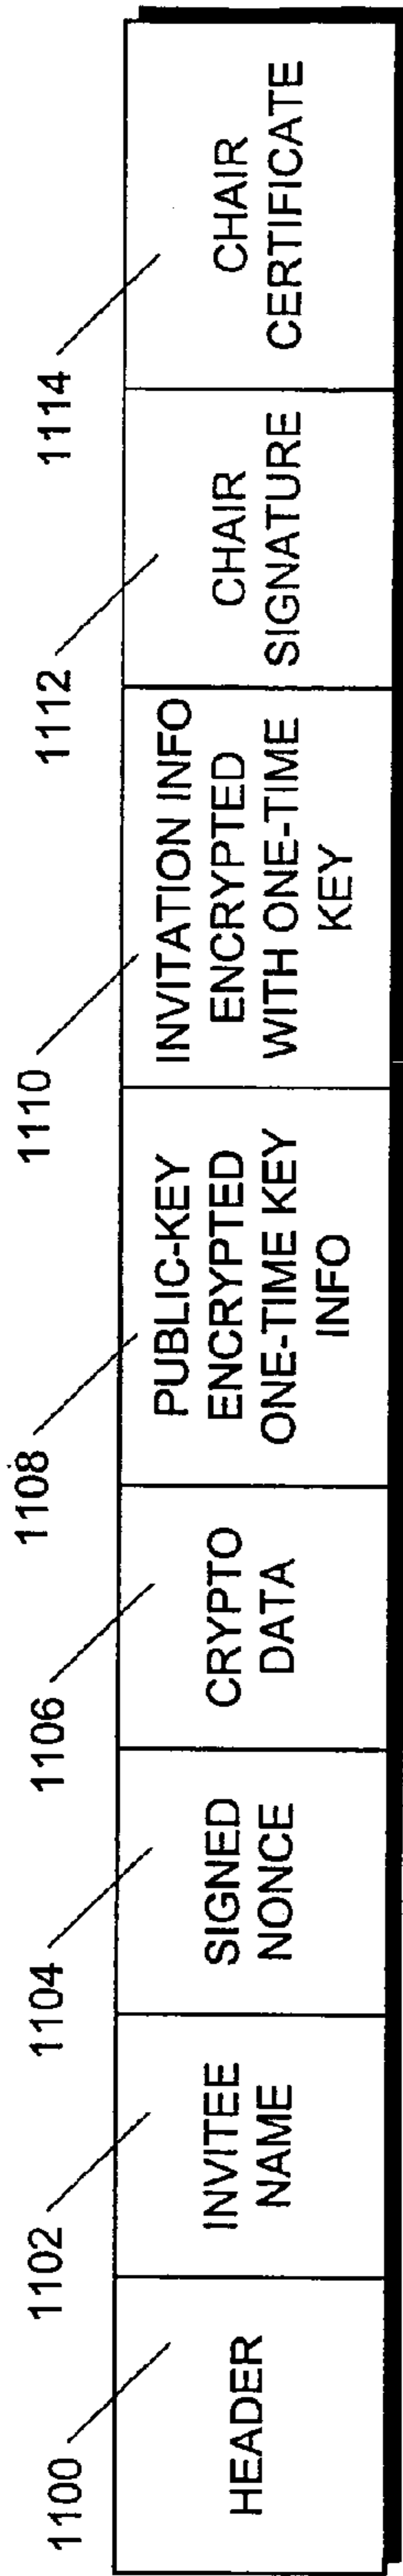 1100
HEADER
1102
INVITEE
NAME
1104
SIGNED
NONCE
1106
CRYPTO
DATA
1108
PUBLIC-KEY
ENCRYPTED
ONE-TIME KEY
INFO
1110
INVITATION INFO
ENCRYPTED
WITH ONE-TIME
KEY
1112
CHAIR
SIGNATURE
1114
CHAIR
CERTIFICATE